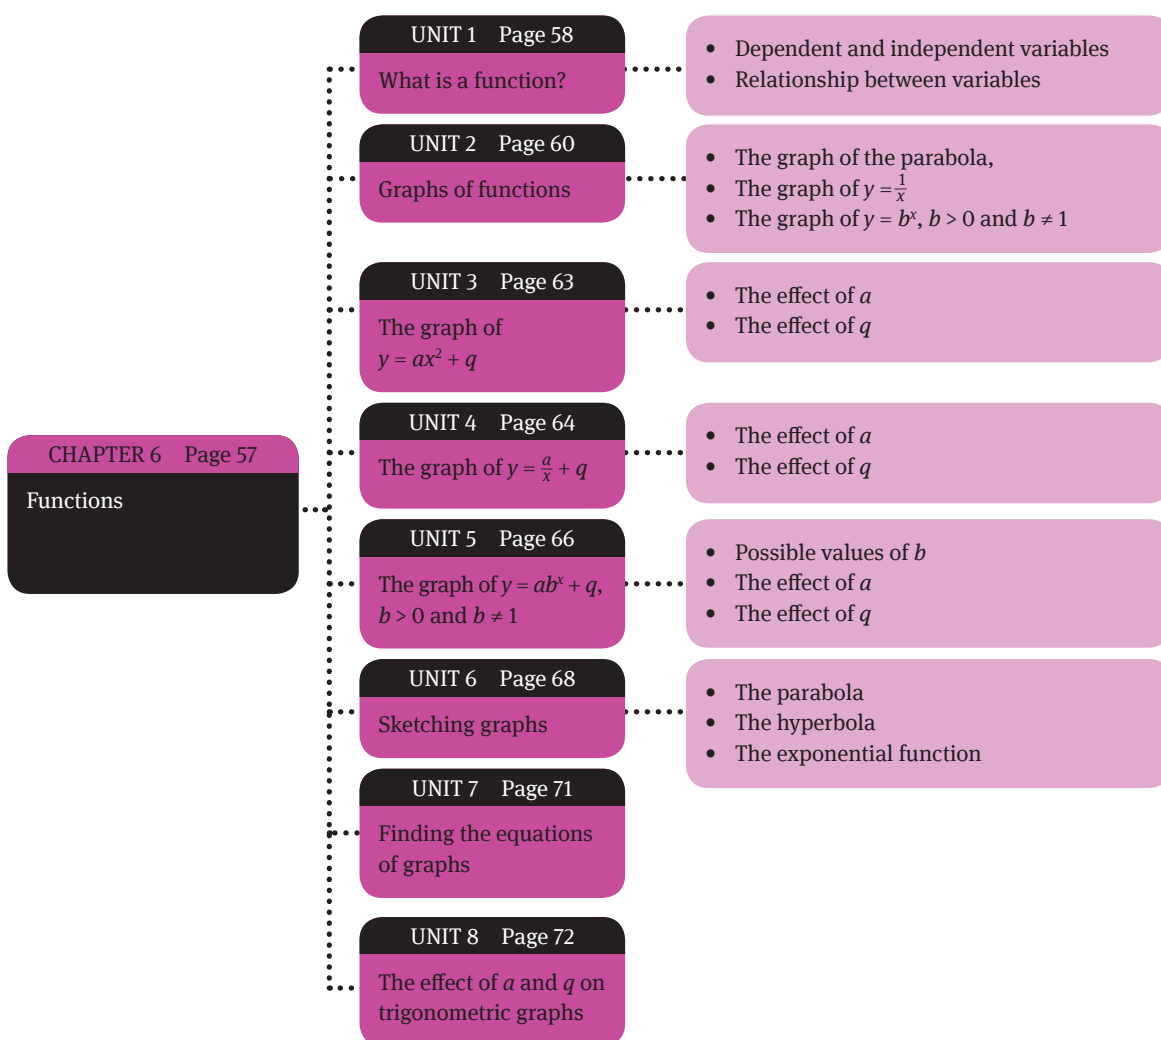 CHAPTER 6 Page 57
Functions
UNIT 1 Page 58
What is a function?
• Dependent and independent variables
• Relationship between variables
UNIT 2 Page 60
Graphs of functions
• The graph of the parabola,
• The graph of y = 1/x
• The graph of y = bˣ, b > 0 and b ≠ 1
UNIT 3 Page 63
The graph of
y = ax² + q
• The effect of a
• The effect of q
UNIT 4 Page 64
The graph of y = a/x + q
• The effect of a
• The effect of q
UNIT 5 Page 66
The graph of y = abˣ + q,
b > 0 and b ≠ 1
• Possible values of b
• The effect of a
• The effect of q
UNIT 6 Page 68
Sketching graphs
• The parabola
• The hyperbola
• The exponential function
UNIT 7 Page 71
Finding the equations
of graphs
UNIT 8 Page 72
The effect of a and q on
trigonometric graphs